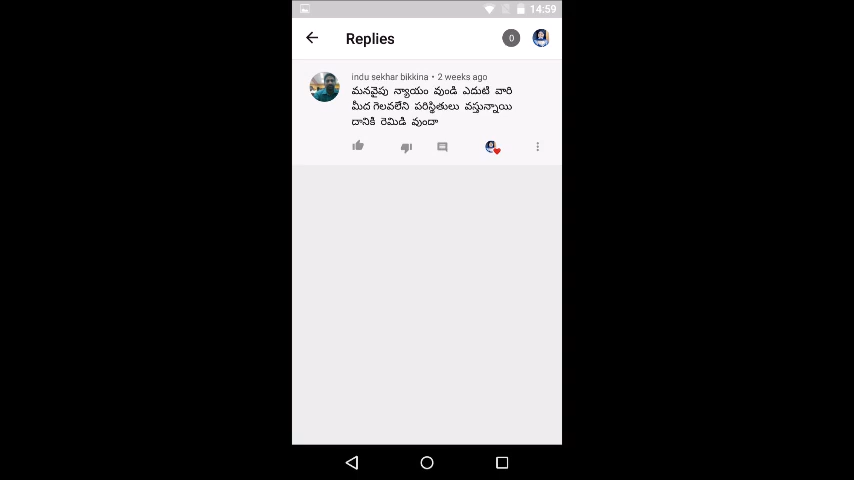 14:59
Replies
0
indu sekhar bikkina • 2 weeks ago
మనవైపు న్యాయం వుండి ఎదుటి వారి
మీద గెలవలేని పరిస్థితులు వస్తున్నాయి
దానికి రెమిడి వుందా